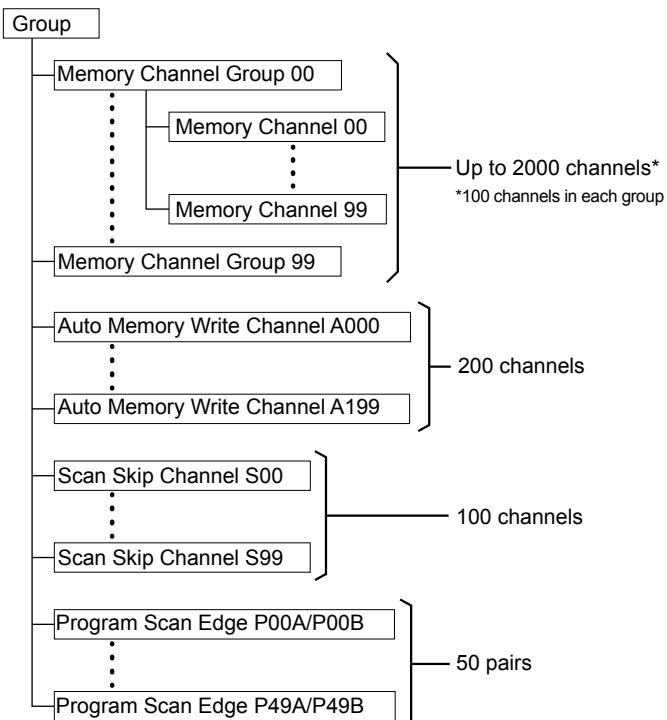 Group
Memory Channel Group 00
Memory Channel 00
Memory Channel 99
Up to 2000 channels*
*100 channels in each group
Memory Channel Group 99
Auto Memory Write Channel A000
200 channels
Auto Memory Write Channel A199
Scan Skip Channel S00
100 channels
Scan Skip Channel S99
Program Scan Edge P00A/P00B
50 pairs
Program Scan Edge P49A/P49B